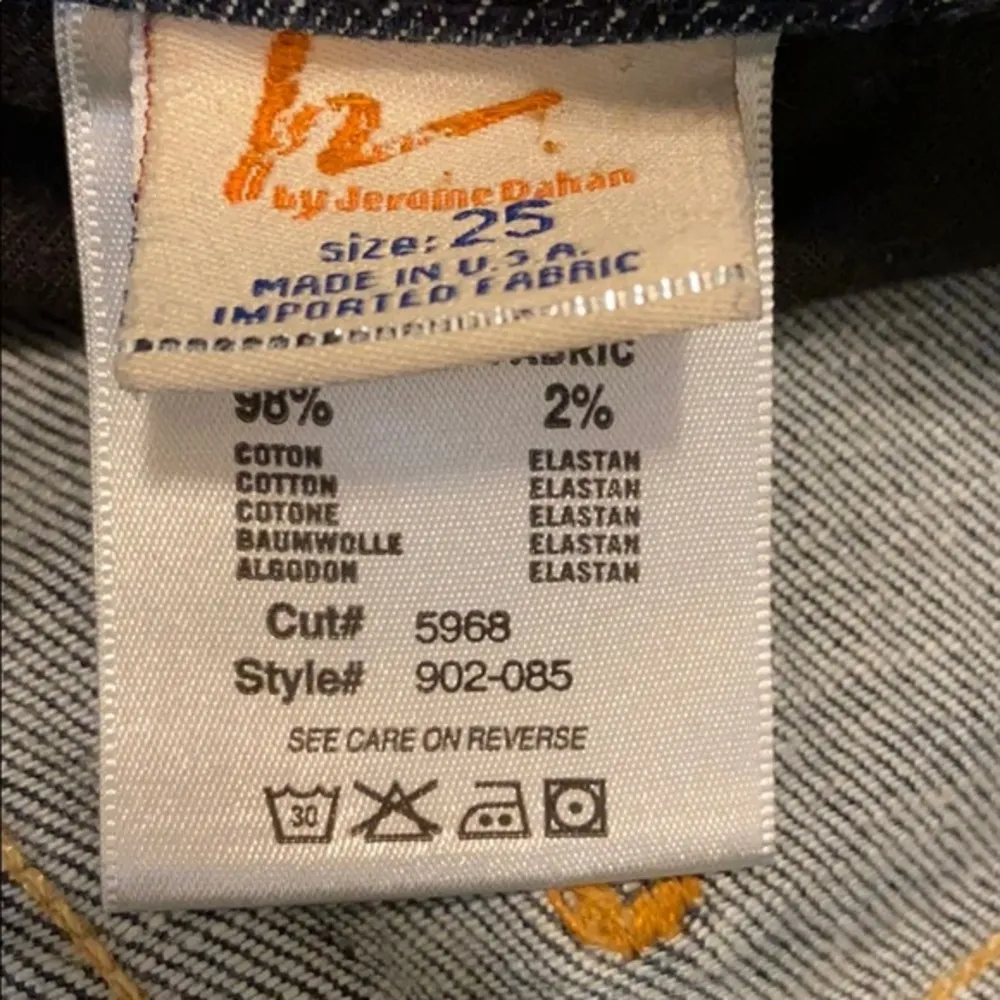 by Jerome Dahan
size: 25
MADE IN U.S.A.
IMPORTED FABRIC
FABRIC
98% 2%
COTON ELASTAN
COTTON ELASTAN
COTONE ELASTAN
BAUMWOLLE ELASTAN
ALGODON ELASTAN
Cut# 5968
Style# 902-085
SEE CARE ON REVERSE
30